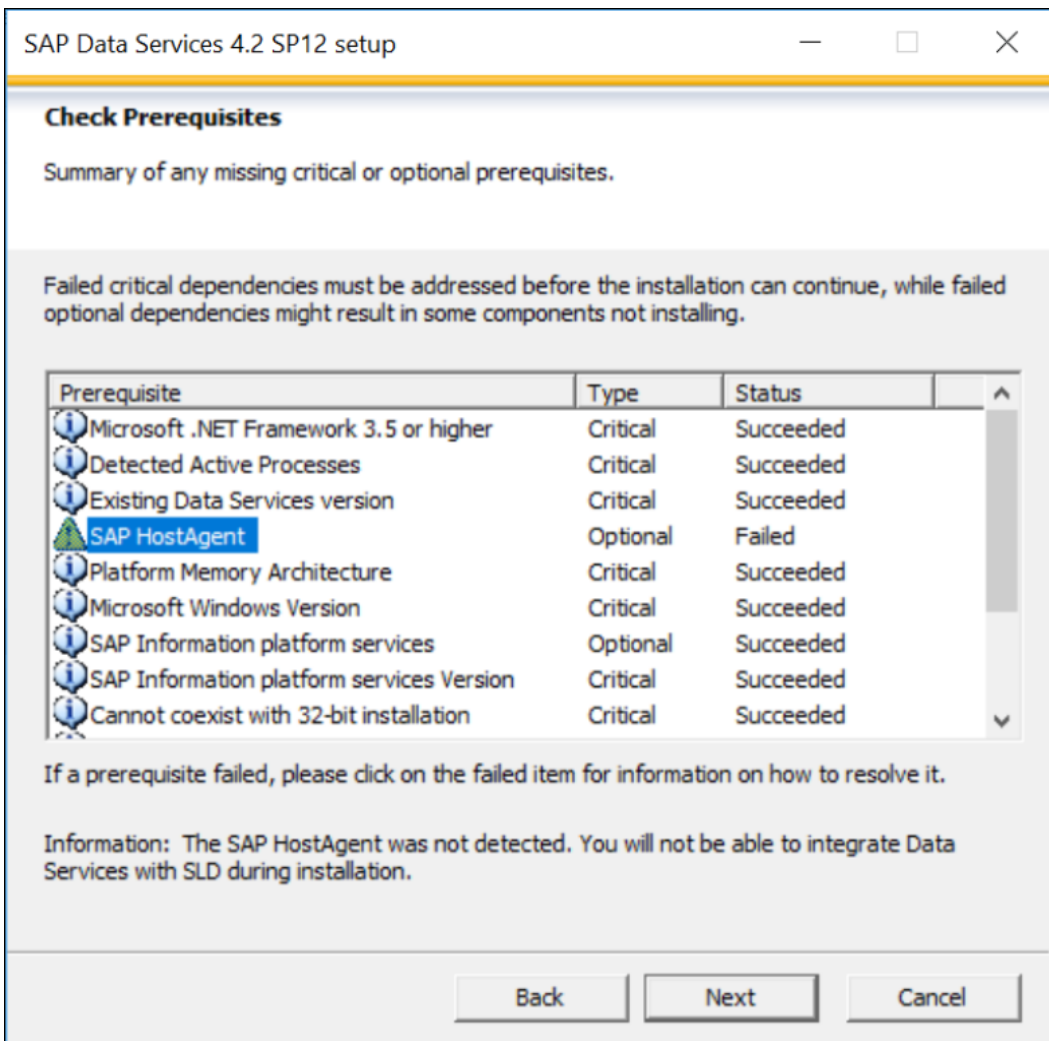 SAP Data Services 4.2 SP12 setup
Check Prerequisites
Summary of any missing critical or optional prerequisites.
Failed critical dependencies must be addressed before the installation can continue, while failed
optional dependencies might result in some components not installing.
Prerequisite Type Status
Microsoft .NET Framework 3.5 or higher Critical Succeeded
Detected Active Processes Critical Succeeded
Existing Data Services version Critical Succeeded
SAP HostAgent Optional Failed
Platform Memory Architecture Critical Succeeded
Microsoft Windows Version Critical Succeeded
SAP Information platform services Optional Succeeded
SAP Information platform services Version Critical Succeeded
Cannot coexist with 32-bit installation Critical Succeeded
If a prerequisite failed, please click on the failed item for information on how to resolve it.
Information: The SAP HostAgent was not detected. You will not be able to integrate Data
Services with SLD during installation.
Back Next Cancel